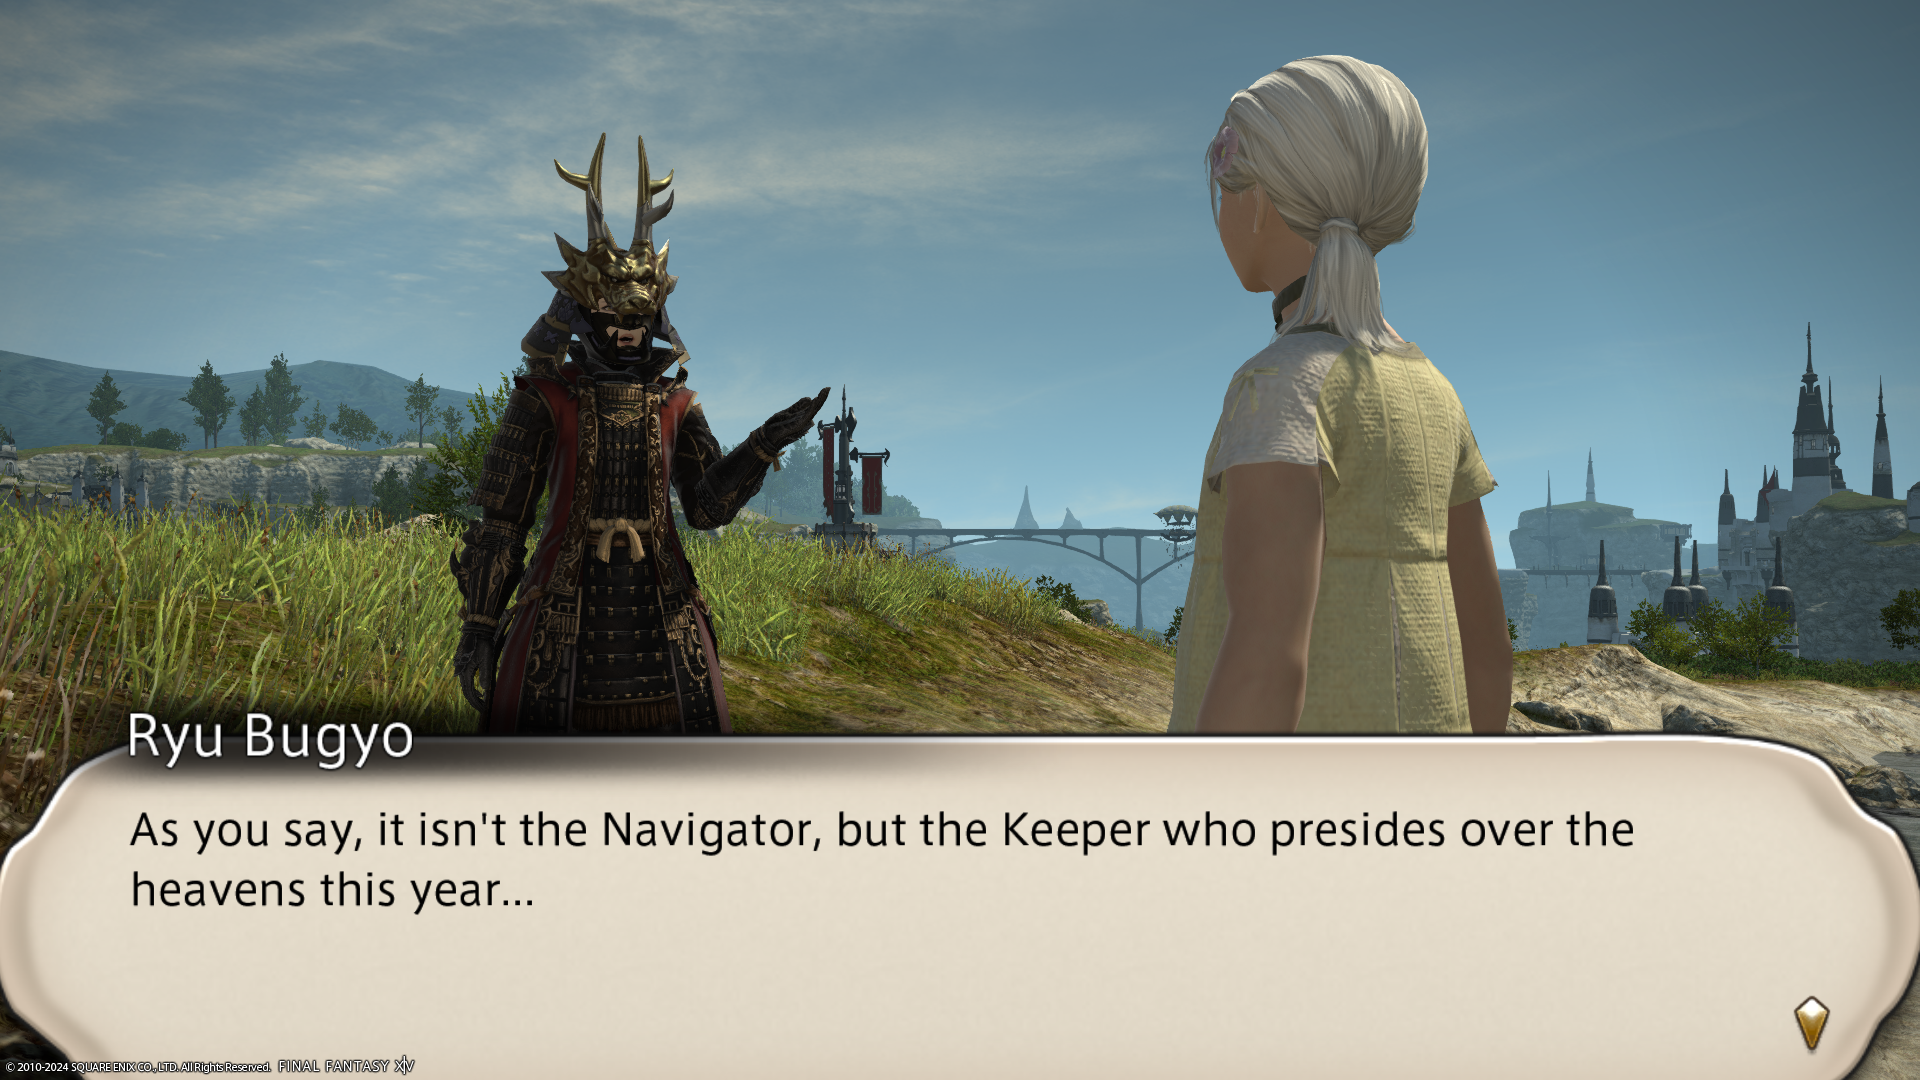 Ryu Bugyo
As you say, it isn't the Navigator, but the Keeper who presides over the
heavens this year...
© 2010-2024 SQUARE ENIX CO., LTD. All Rights Reserved. FINAL FANTASY XIV